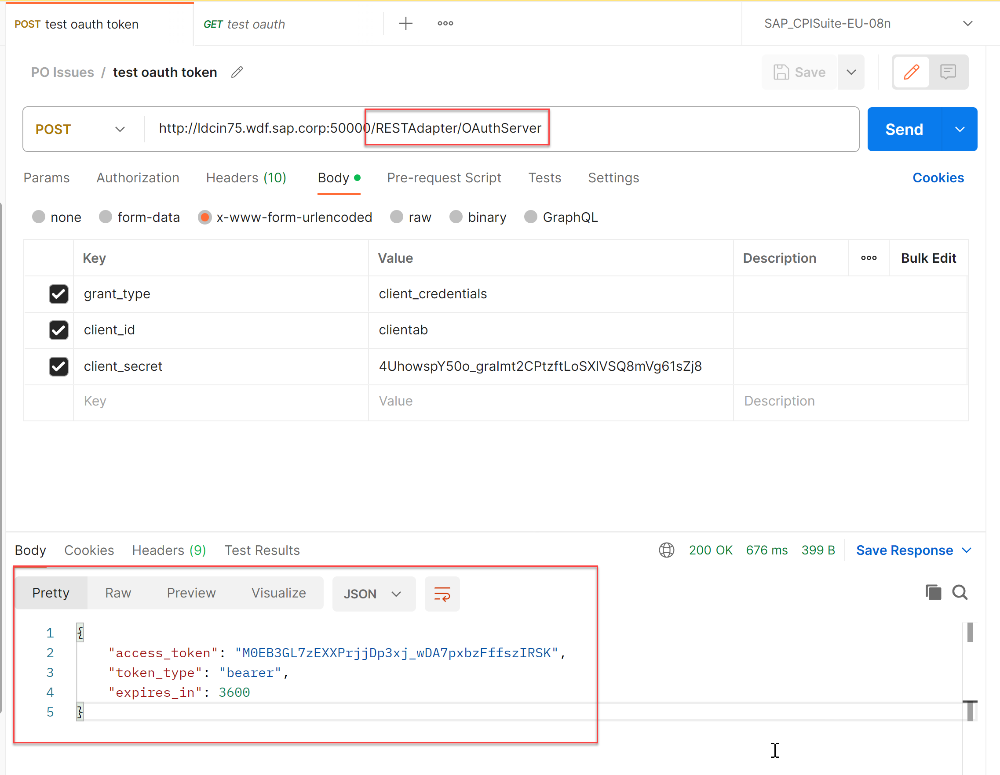 POST test oauth token GET test oauth SAP_CPISuite-EU-08n
PO Issues / test oauth token Save
POST http://ldcin75.wdf.sap.corp:50000/RESTAdapter/OAuthServer Send
Params Authorization Headers (10) Body Pre-request Script Tests Settings Cookies
none form-data x-www-form-urlencoded raw binary GraphQL
Key Value Description Bulk Edit
grant_type client_credentials
client_id clientab
client_secret 4UhowspY50o_gralmt2CPtzftLoSXlVSQ8mVg61sZj8
Key Value Description
Body Cookies Headers (9) Test Results 200 OK 676 ms 399 B Save Response
Pretty Raw Preview Visualize JSON
1 {
2 "access_token": "M0EB3GL7zEXXPrjjDp3xj_wDA7pxbzFffszIRSK",
3 "token_type": "bearer",
4 "expires_in": 3600
5 }